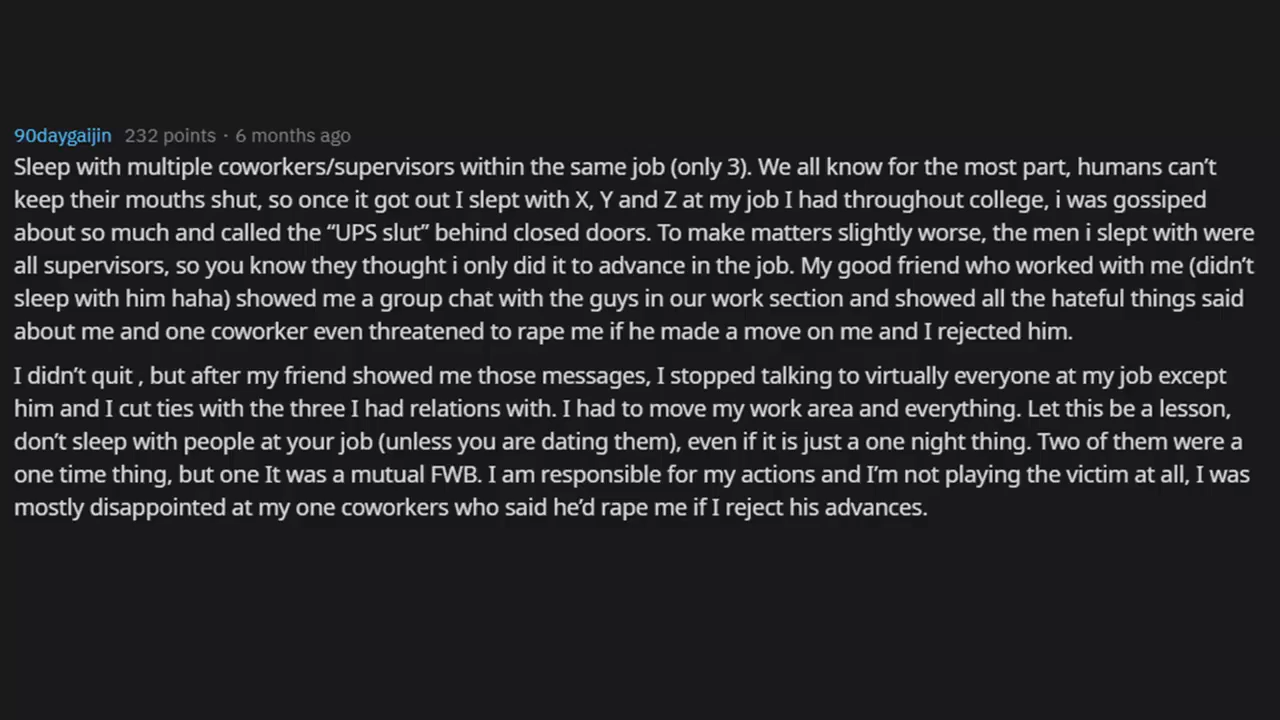 90daygaijin 232 points · 6 months ago
Sleep with multiple coworkers/supervisors within the same job (only 3). We all know for the most part, humans can’t
keep their mouths shut, so once it got out I slept with X, Y and Z at my job I had throughout college, i was gossiped
about so much and called the “UPS slut” behind closed doors. To make matters slightly worse, the men i slept with were
all supervisors, so you know they thought i only did it to advance in the job. My good friend who worked with me (didn’t
sleep with him haha) showed me a group chat with the guys in our work section and showed all the hateful things said
about me and one coworker even threatened to rape me if he made a move on me and I rejected him.
I didn’t quit , but after my friend showed me those messages, I stopped talking to virtually everyone at my job except
him and I cut ties with the three I had relations with. I had to move my work area and everything. Let this be a lesson,
don’t sleep with people at your job (unless you are dating them), even if it is just a one night thing. Two of them were a
one time thing, but one It was a mutual FWB. I am responsible for my actions and I’m not playing the victim at all, I was
mostly disappointed at my one coworkers who said he’d rape me if I reject his advances.